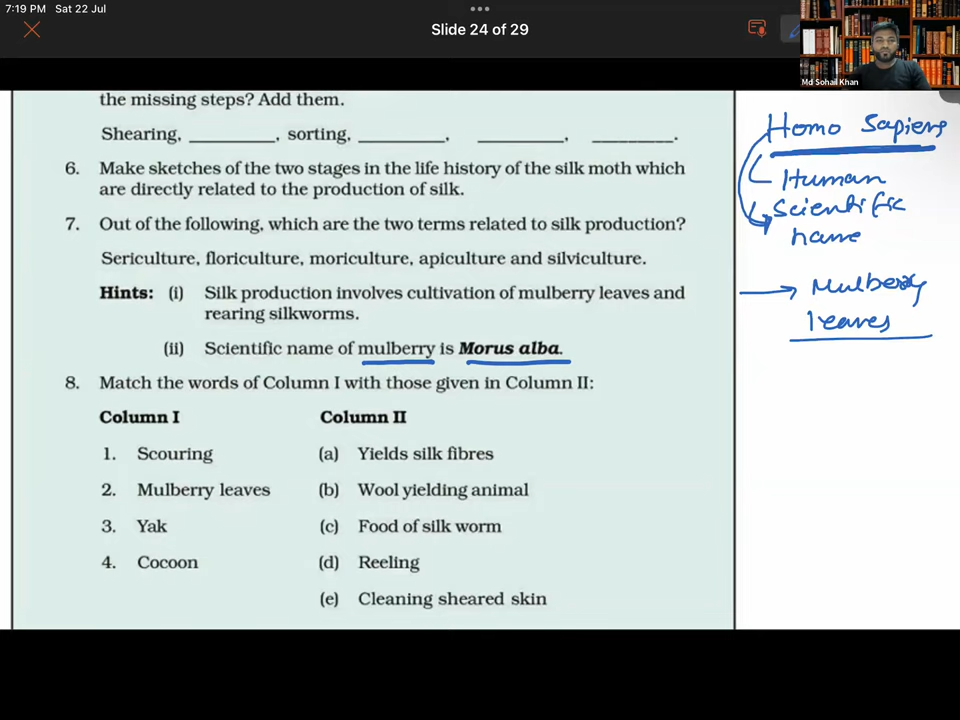 7:19 PM Sat 22 Jul
Slide 24 of 29
Md Sohail Khan
the missing steps? Add them.
Shearing, __________, sorting, __________, __________, __________.
6. Make sketches of the two stages in the life history of the silk moth which
are directly related to the production of silk.
7. Out of the following, which are the two terms related to silk production?
Sericulture, floriculture, moriculture, apiculture and silviculture.
Hints: (i) Silk production involves cultivation of mulberry leaves and
rearing silkworms.
(ii) Scientific name of mulberry is Morus alba.
8. Match the words of Column I with those given in Column II:
Column I Column II
1. Scouring (a) Yields silk fibres
2. Mulberry leaves (b) Wool yielding animal
3. Yak (c) Food of silk worm
4. Cocoon (d) Reeling
(e) Cleaning sheared skin
Homo Sapiens
Human
Scientific
name
Mulberry
leaves